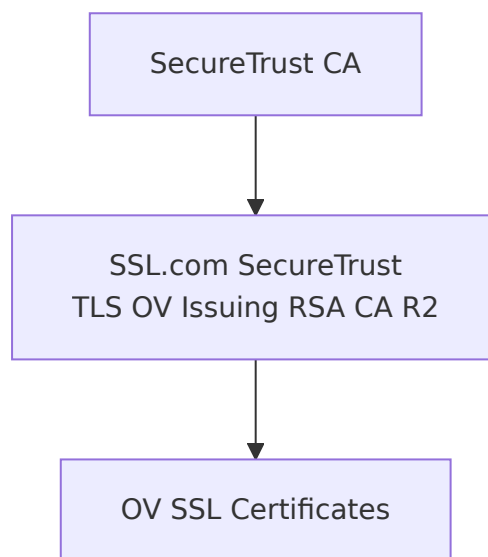 SecureTrust CA
SSL.com SecureTrust
TLS OV Issuing RSA CA R2
OV SSL Certificates